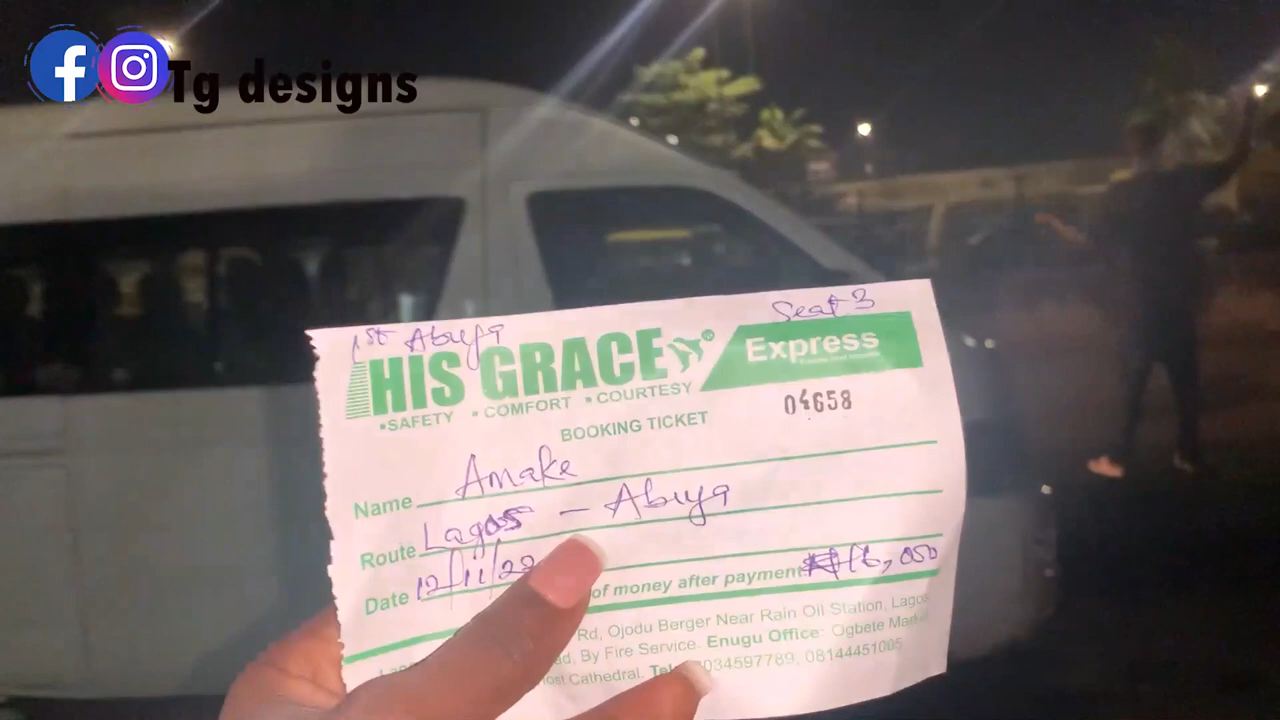 Tg designs
1st Abuja
Seat 3
HIS GRACE
Express
•SAFETY •COMFORT •COURTESY
04658
BOOKING TICKET
Name Amake
Route Lagos - Abuja
Date 12/11/22
of money after payment ₦16,050
Rd, Ojodu Berger Near Rain Oil Station, Lagos
By Fire Service. Enugu Office: Ogbete
Cathedral. 034597789, 08144451005